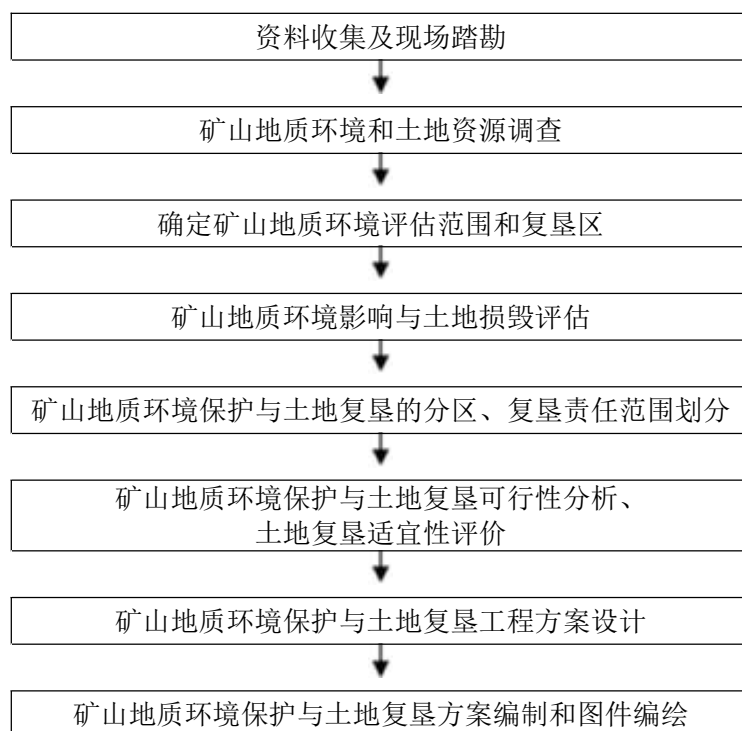 资料收集及现场踏勘
矿山地质环境和土地资源调查
确定矿山地质环境评估范围和复垦区
矿山地质环境影响与土地损毁评估
矿山地质环境保护与土地复垦的分区、复垦责任范围划分
矿山地质环境保护与土地复垦可行性分析、
土地复垦适宜性评价
矿山地质环境保护与土地复垦工程方案设计
矿山地质环境保护与土地复垦方案编制和图件编绘